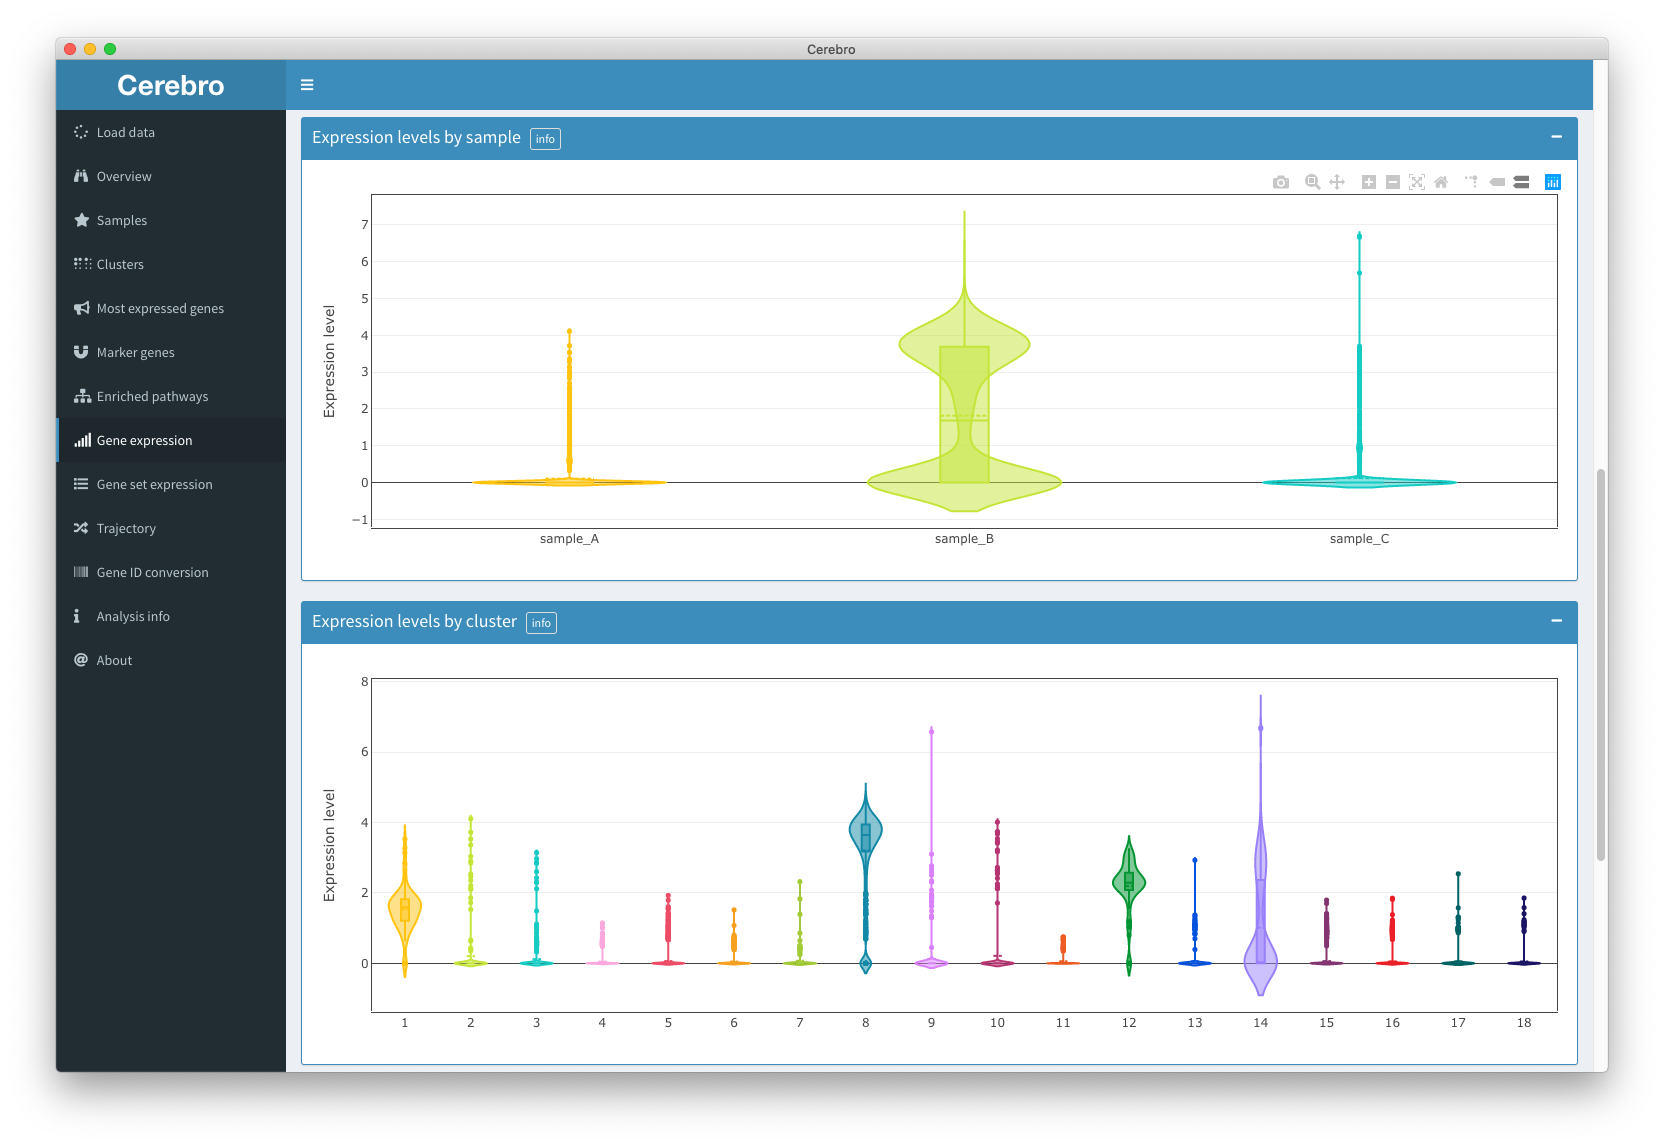 Cerebro
Cerebro
Load data
Overview
Samples
Clusters
Most expressed genes
Marker genes
Enriched pathways
Gene expression
Gene set expression
Trajectory
Gene ID conversion
Analysis info
About
Expression levels by sample info
Expression level
7
6
5
4
3
2
1
0
−1
sample_A sample_B sample_C
Expression levels by cluster info
Expression level
8
6
4
2
0
1 2 3 4 5 6 7 8 9 10 11 12 13 14 15 16 17 18